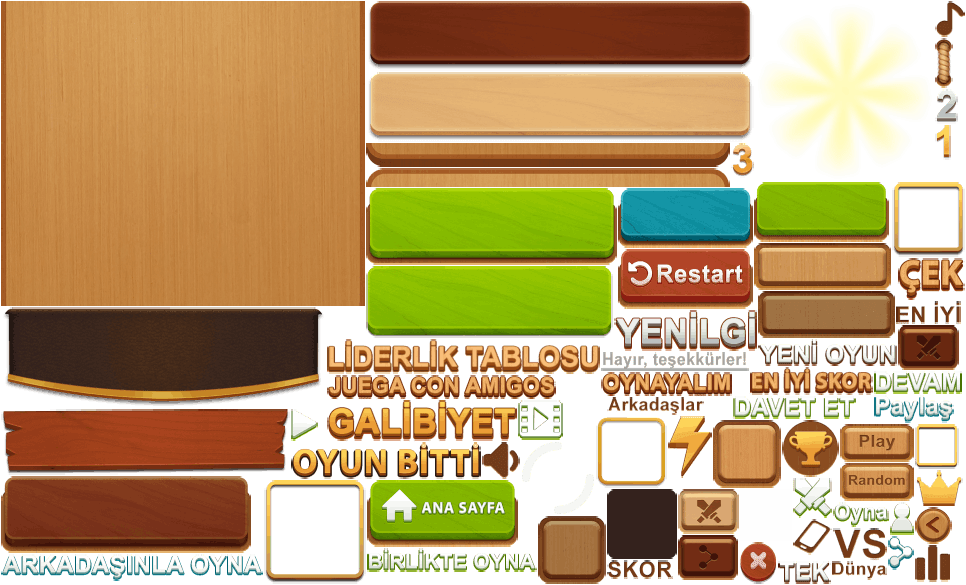 2
1
3
Restart
ÇEK
EN İYİ
YENİLGİ
LİDERLİK TABLOSU
Hayır, teşekkürler!
YENİ OYUN
JUEGA CON AMIGOS
OYNAYALIM
EN İYİ SKOR
DEVAM
Arkadaşlar
DAVET ET
Paylaş
GALİBİYET
OYUN BİTTİ
Play
Random
ANA SAYFA
Oyna
VS
ARKADAŞINLA OYNA
BİRLİKTE OYNA
SKOR
TEK
Dünya